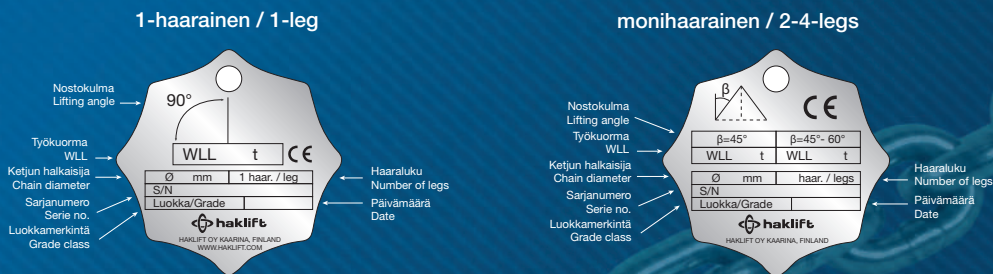 1-haarainen / 1-leg
Nostokulma
Lifting angle
Työkuorma
WLL
Ketjun halkaisija
Chain diameter
Sarjanumero
Serie no.
Luokkamerkintä
Grade class
90°
WLL t CE
Ø mm 1 haar. / leg
S/N
Luokka/Grade
haklift
HAKLIFT OY KAARINA, FINLAND
WWW.HAKLIFT.COM
Haaraluku
Number of legs
Päivämäärä
Date
monihaarainen / 2-4-legs
Nostokulma
Lifting angle
Työkuorma
WLL
Ketjun halkaisija
Chain diameter
Sarjanumero
Serie no.
Luokkamerkintä
Grade class
β
CE
β=45° β=45°- 60°
WLL t WLL t
Ø mm haar. / legs
S/N
Luokka/Grade
haklift
HAKLIFT OY KAARINA, FINLAND
Haaraluku
Number of legs
Päivämäärä
Date